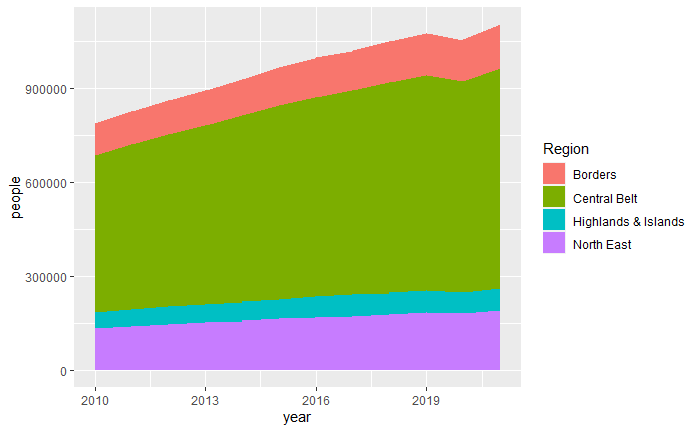 900000
600000
300000
0
people
2010
2013
2016
2019
year
Region
Borders
Central Belt
Highlands & Islands
North East